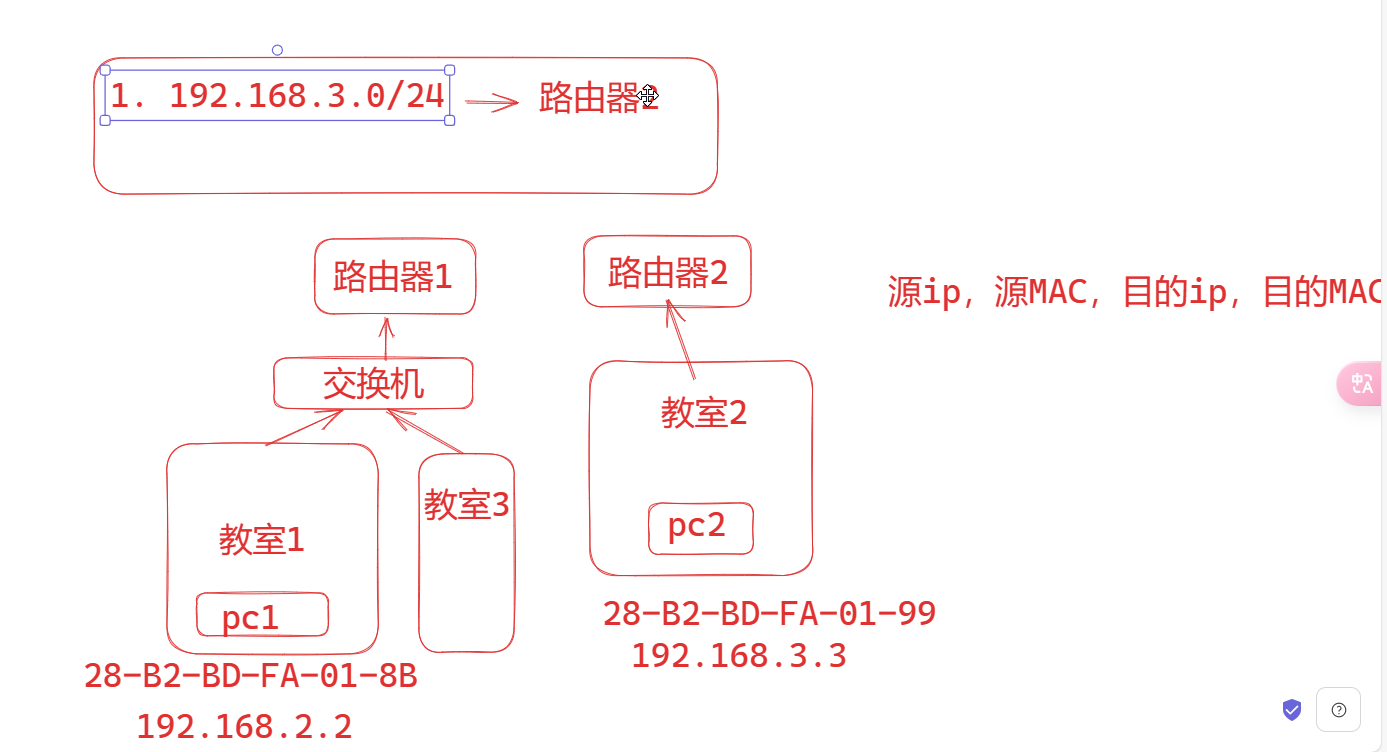 1. 192.168.3.0/24
路由器2
路由器1
路由器2
源ip, 源MAC, 目的ip, 目的MAC
交换机
教室2
教室3
pc2
教室1
pc1
28-B2-BD-FA-01-99
192.168.3.3
28-B2-BD-FA-01-8B
192.168.2.2